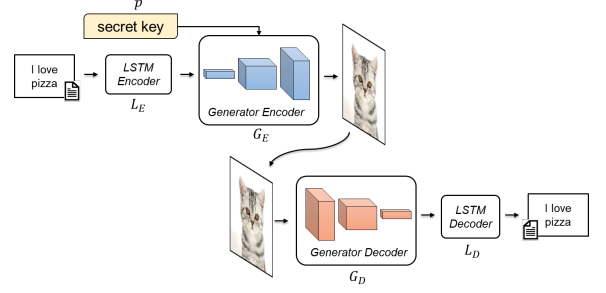 p
secret key
I love
pizza
LSTM
Encoder
L_E
Generator Encoder
G_E
Generator Decoder
G_D
LSTM
Decoder
L_D
I love
pizza